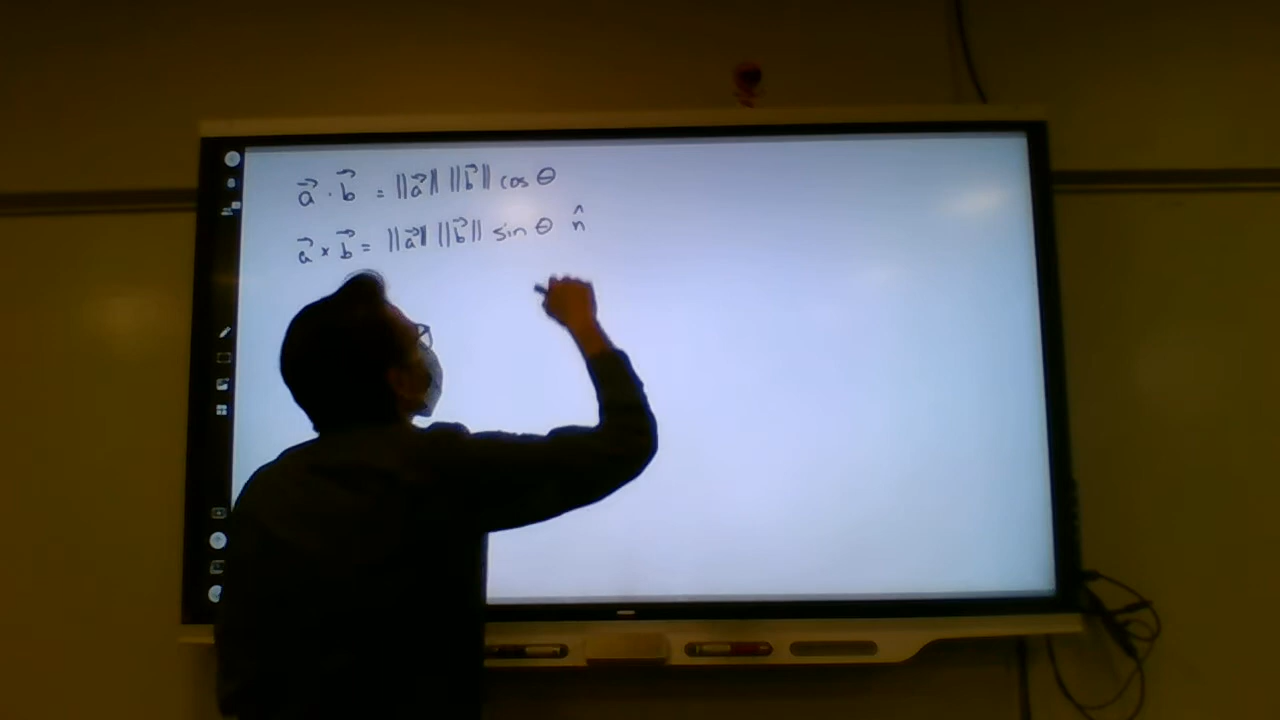 a⃗ · b⃗ = ||a⃗|| ||b⃗|| cos θ
a⃗ × b⃗ = ||a⃗|| ||b⃗|| sin θ n̂